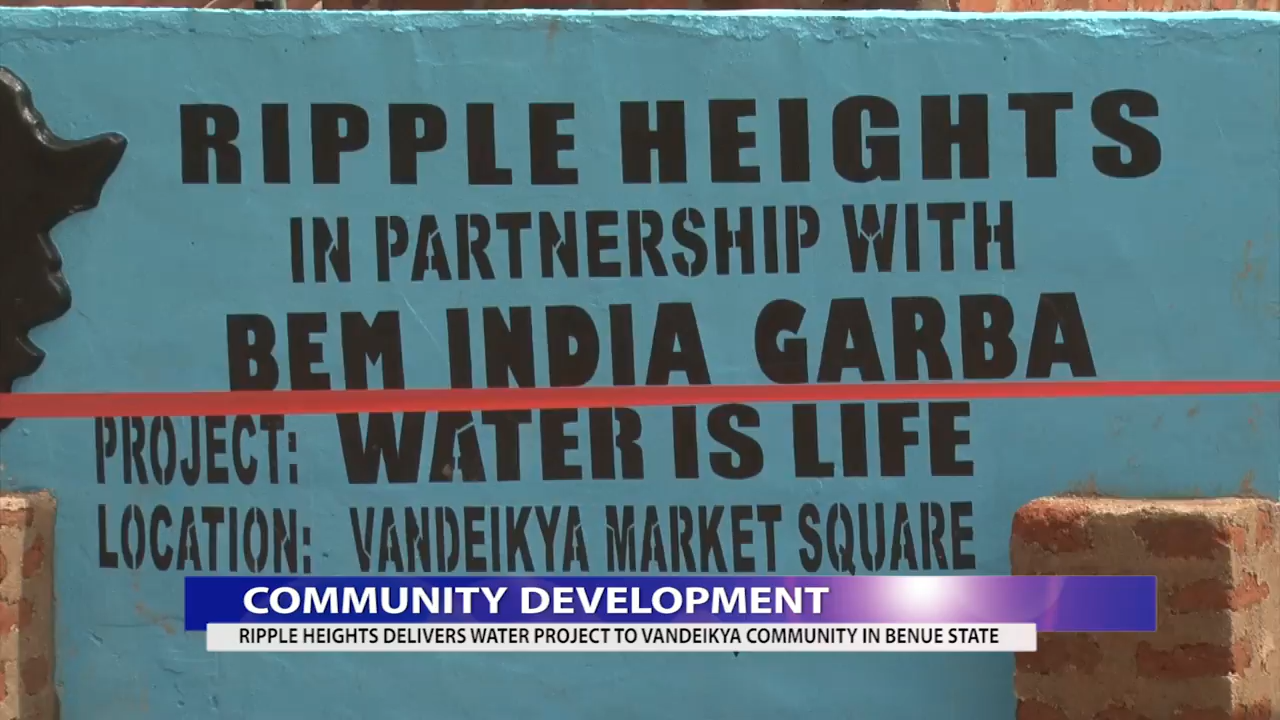 RIPPLE HEIGHTS
IN PARTNERSHIP WITH
BEM INDIA GARBA
PROJECT: WATER IS LIFE
LOCATION: VANDEIKYA MARKET SQUARE
COMMUNITY DEVELOPMENT
RIPPLE HEIGHTS DELIVERS WATER PROJECT TO VANDEIKYA COMMUNITY IN BENUE STATE